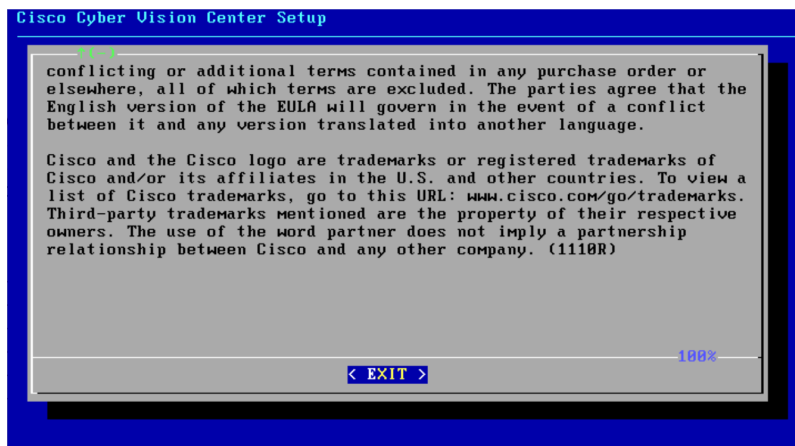 Cisco Cyber Vision Center Setup
↑(-)
conflicting or additional terms contained in any purchase order or
elsewhere, all of which terms are excluded. The parties agree that the
English version of the EULA will govern in the event of a conflict
between it and any version translated into another language.
Cisco and the Cisco logo are trademarks or registered trademarks of
Cisco and/or its affiliates in the U.S. and other countries. To view a
list of Cisco trademarks, go to this URL: www.cisco.com/go/trademarks.
Third-party trademarks mentioned are the property of their respective
owners. The use of the word partner does not imply a partnership
relationship between Cisco and any other company. (1110R)
100%
< EXIT >